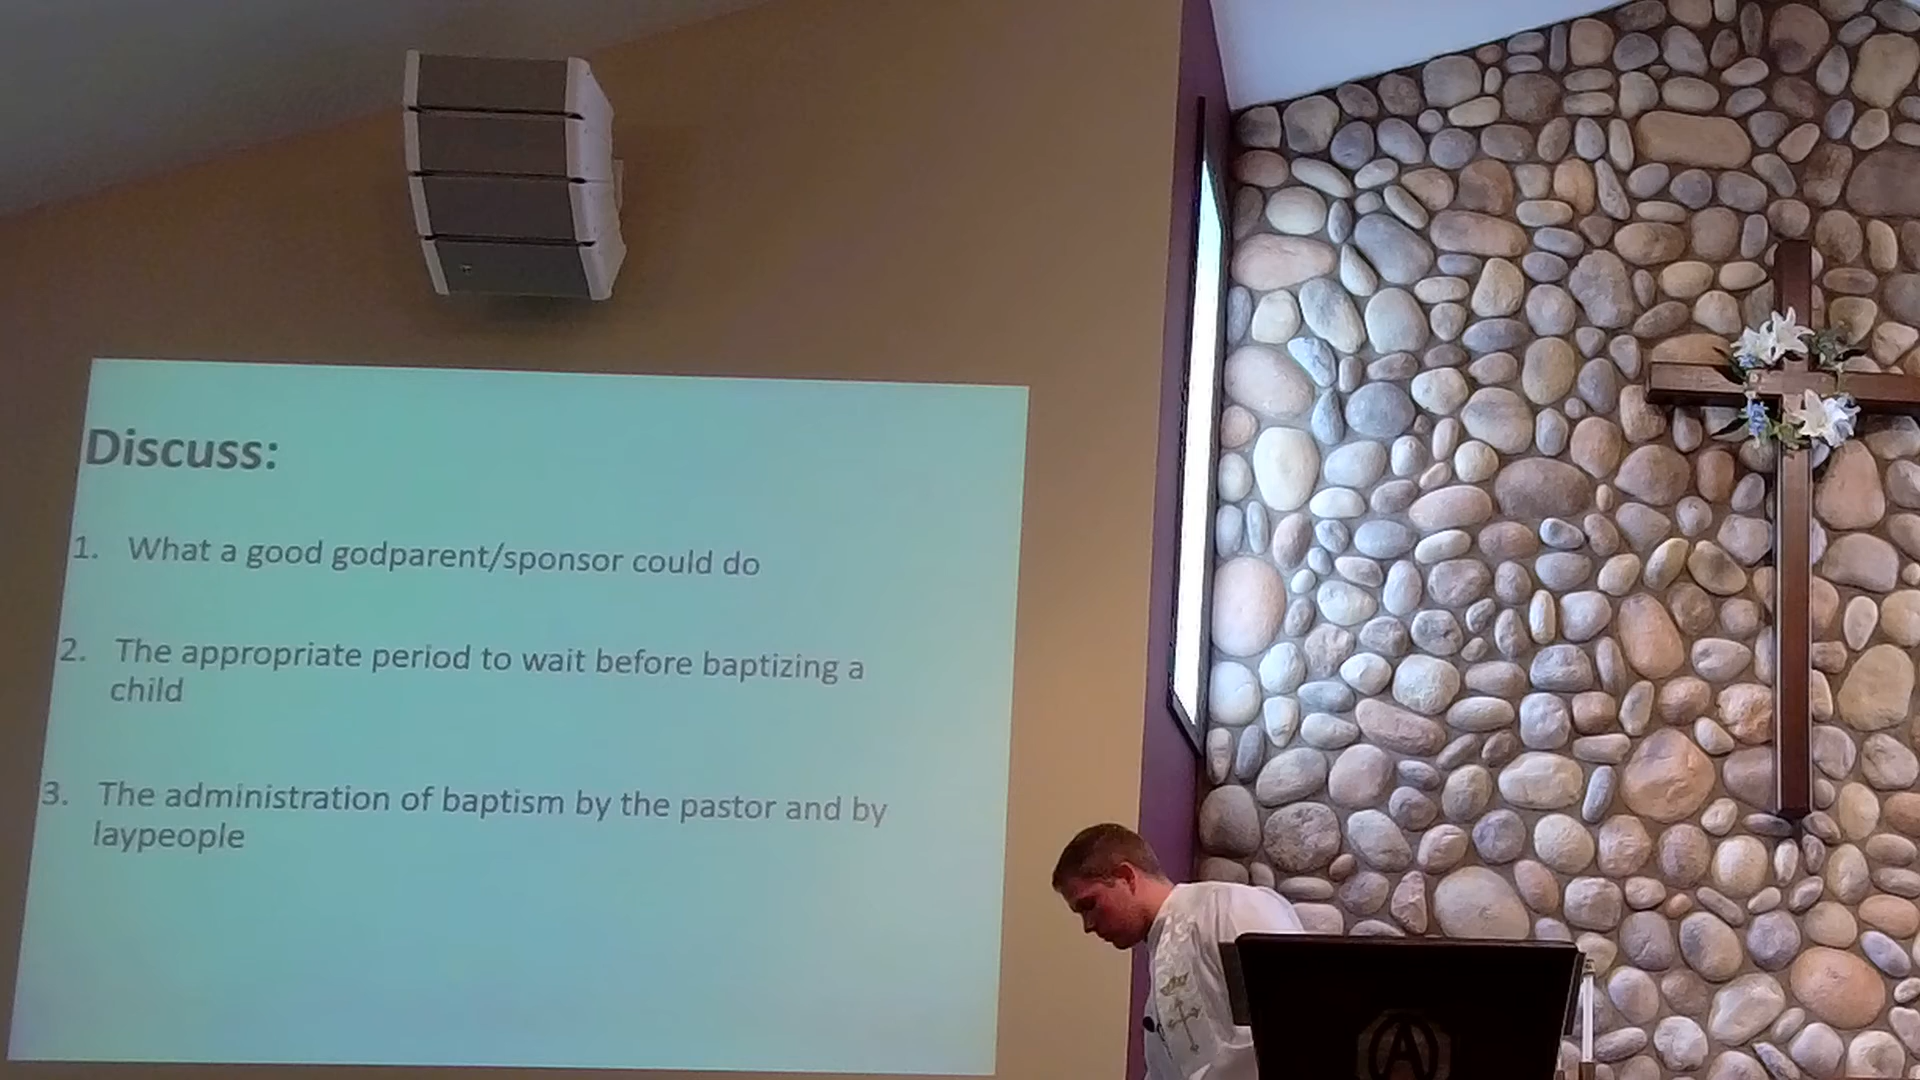 Discuss:
1. What a good godparent/sponsor could do
2. The appropriate period to wait before baptizing a
child
3. The administration of baptism by the pastor and by
laypeople